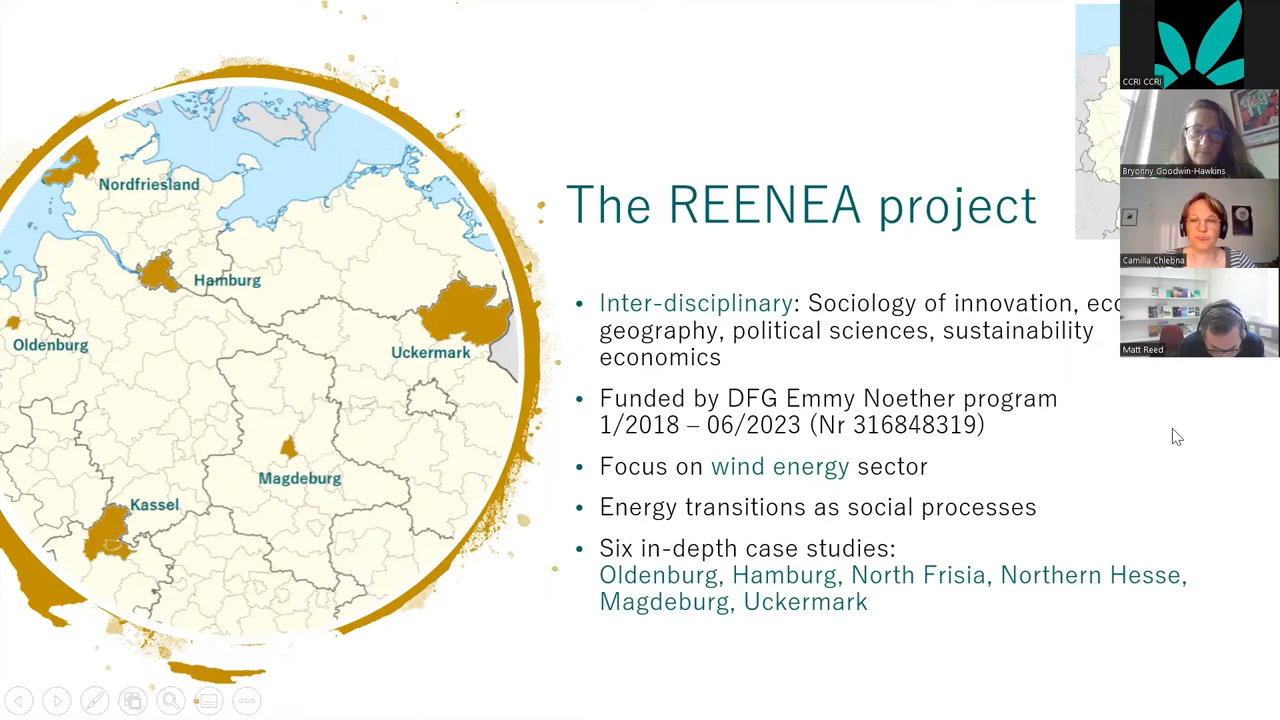 Nordfriesland
Hamburg
Oldenburg
Uckermark
Magdeburg
Kassel
The REENEA project
• Inter-disciplinary: Sociology of innovation,
geography, political sciences, sustainability
economics
• Funded by DFG Emmy Noether program
1/2018 – 06/2023 (Nr 316848319)
• Focus on wind energy sector
• Energy transitions as social processes
• Six in-depth case studies:
Oldenburg, Hamburg, North Frisia, Northern Hesse,
Magdeburg, Uckermark
CCRI CCRI
Bryonny Goodwin-Hawkins
Camilla Chlebna
Matt Reed